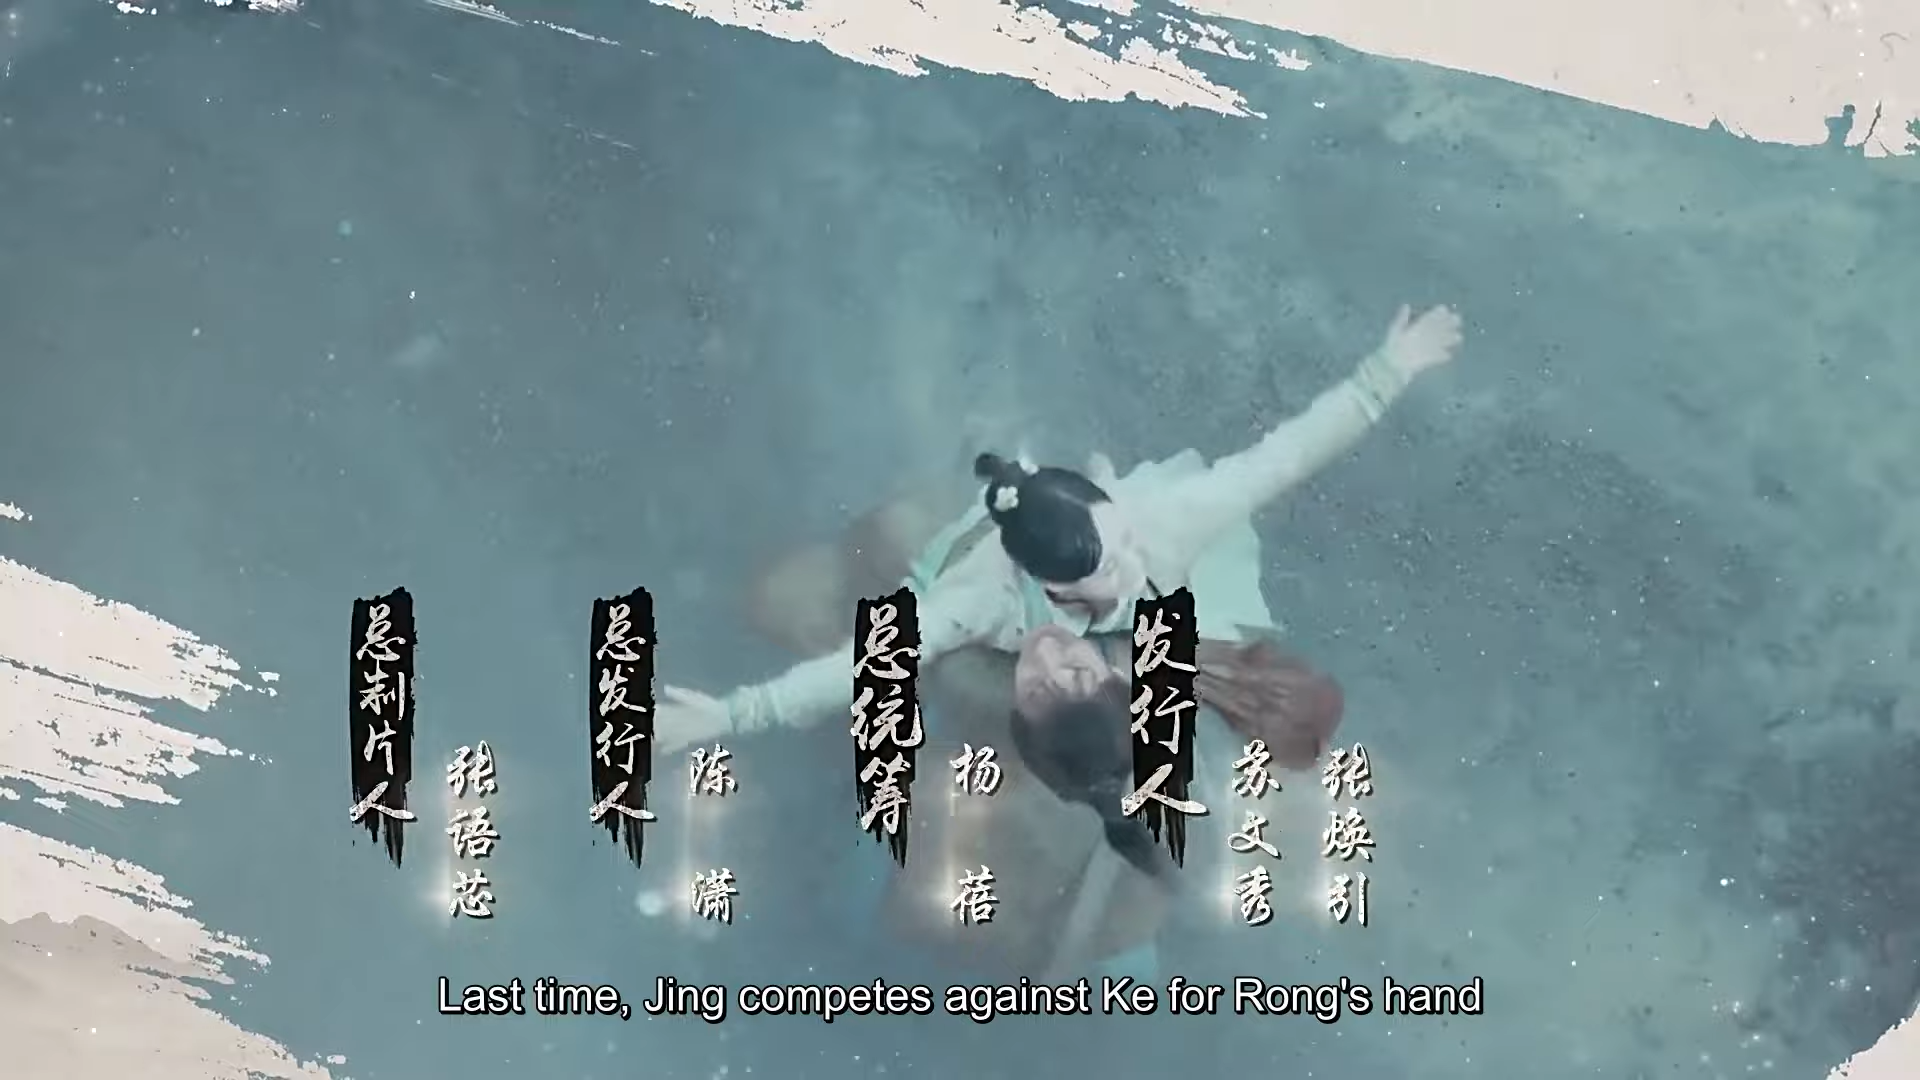 总制片人
张语芯
总发行人
陈潇
总统筹
杨蓓
发行人
苏文秀
张焕引
Last time, Jing competes against Ke for Rong's hand